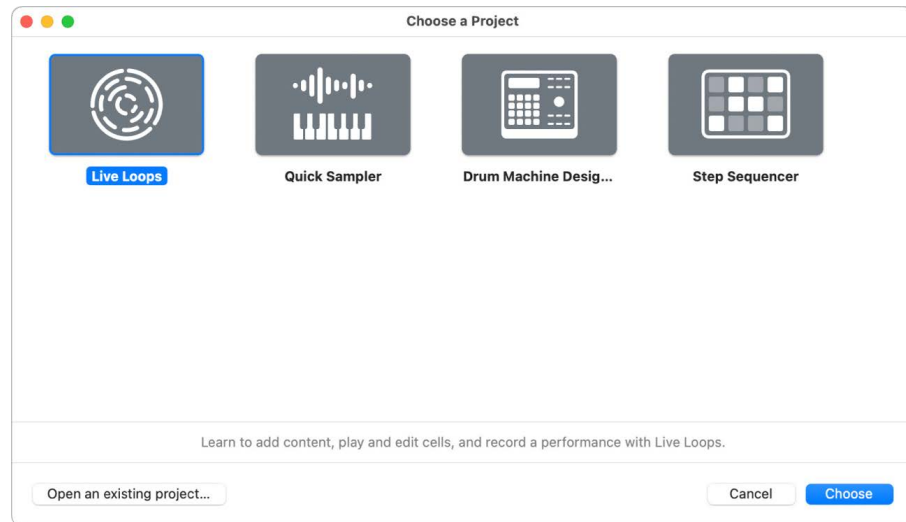 Choose a Project
Live Loops
Quick Sampler
Drum Machine Desig...
Step Sequencer
Learn to add content, play and edit cells, and record a performance with Live Loops.
Open an existing project...
Cancel
Choose